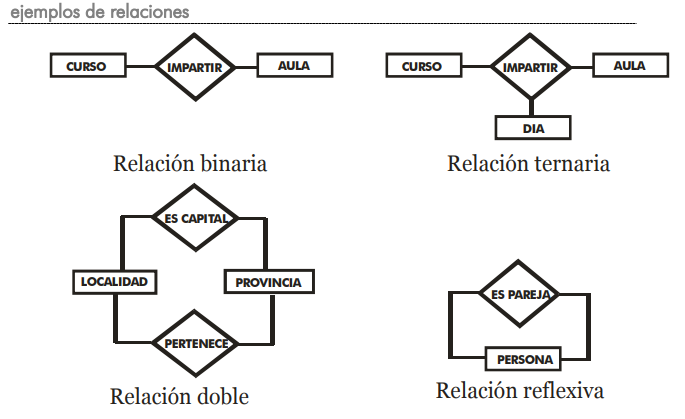 ejemplos de relaciones
CURSO IMPARTIR AULA
CURSO IMPARTIR AULA
DIA
Relación binaria
Relación ternaria
ES CAPITAL
LOCALIDAD PROVINCIA
PERTENECE
Relación doble
ES PAREJA
PERSONA
Relación reflexiva